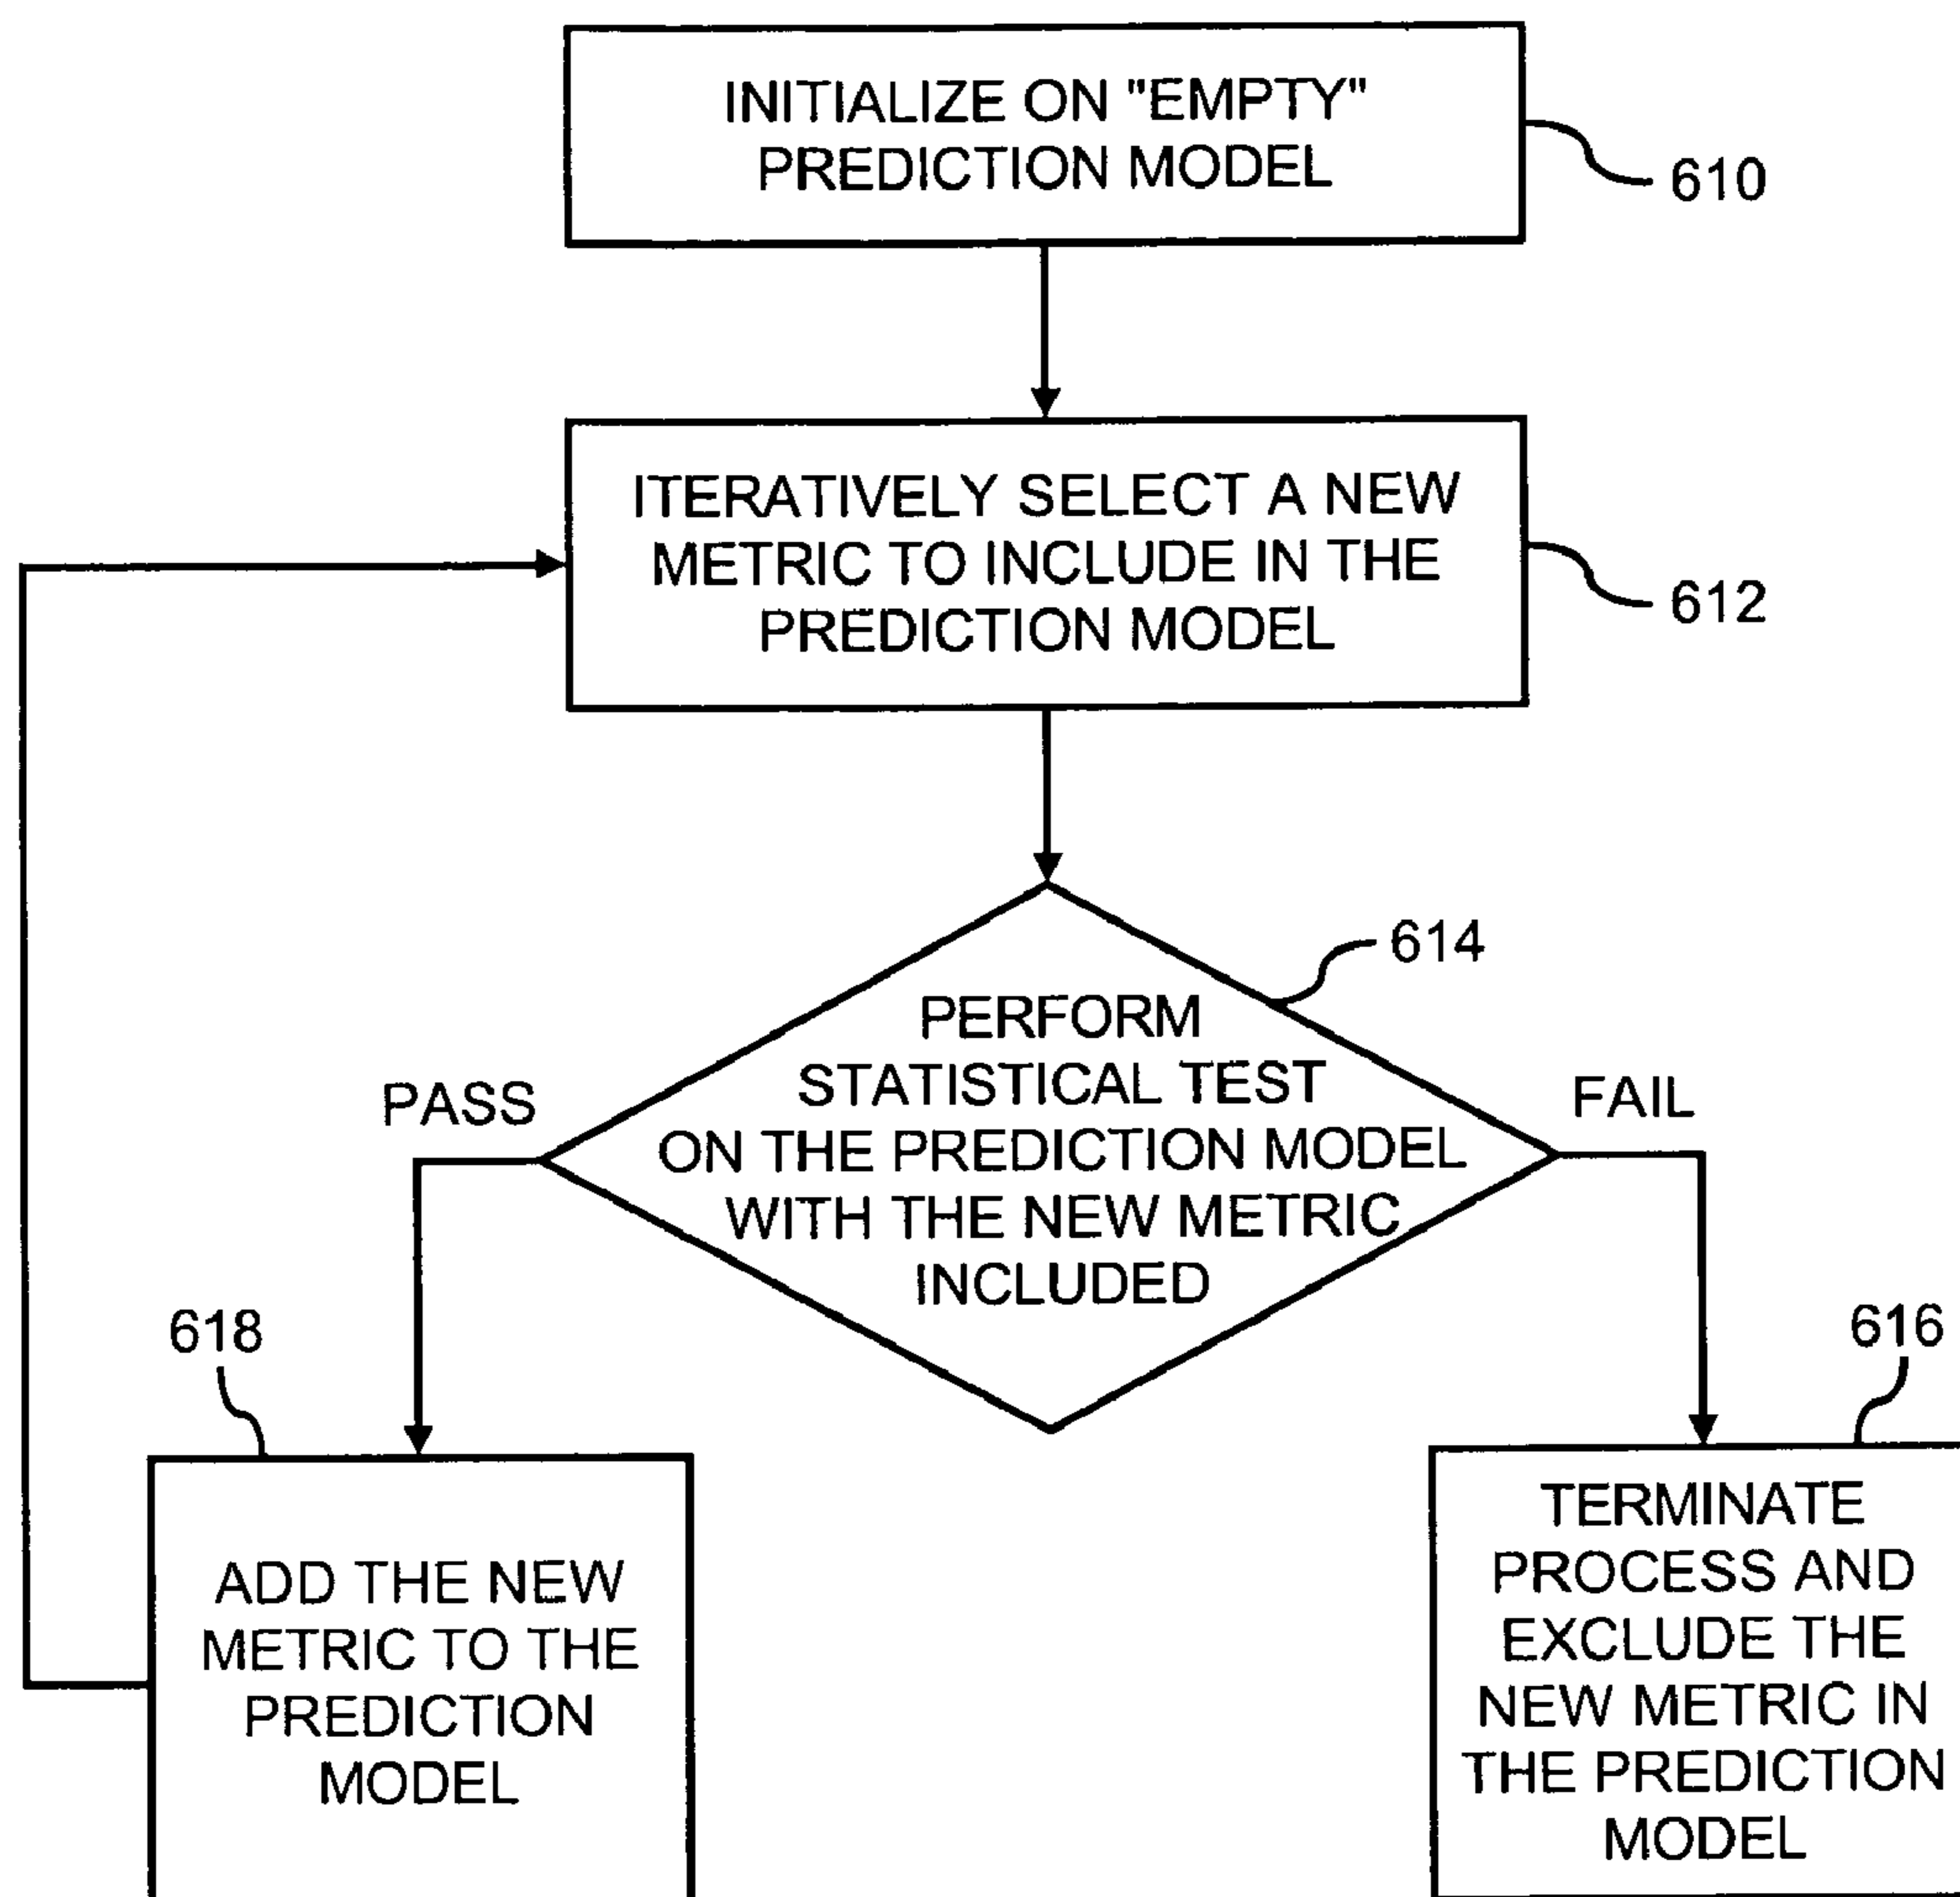 INITIALIZE ON "EMPTY"
PREDICTION MODEL
610
ITERATIVELY SELECT A NEW
METRIC TO INCLUDE IN THE
PREDICTION MODEL
612
614
PERFORM
STATISTICAL TEST
ON THE PREDICTION MODEL
WITH THE NEW METRIC
INCLUDED
PASS
FAIL
618
616
ADD THE NEW
METRIC TO THE
PREDICTION
MODEL
TERMINATE
PROCESS AND
EXCLUDE THE
NEW METRIC IN
THE PREDICTION
MODEL